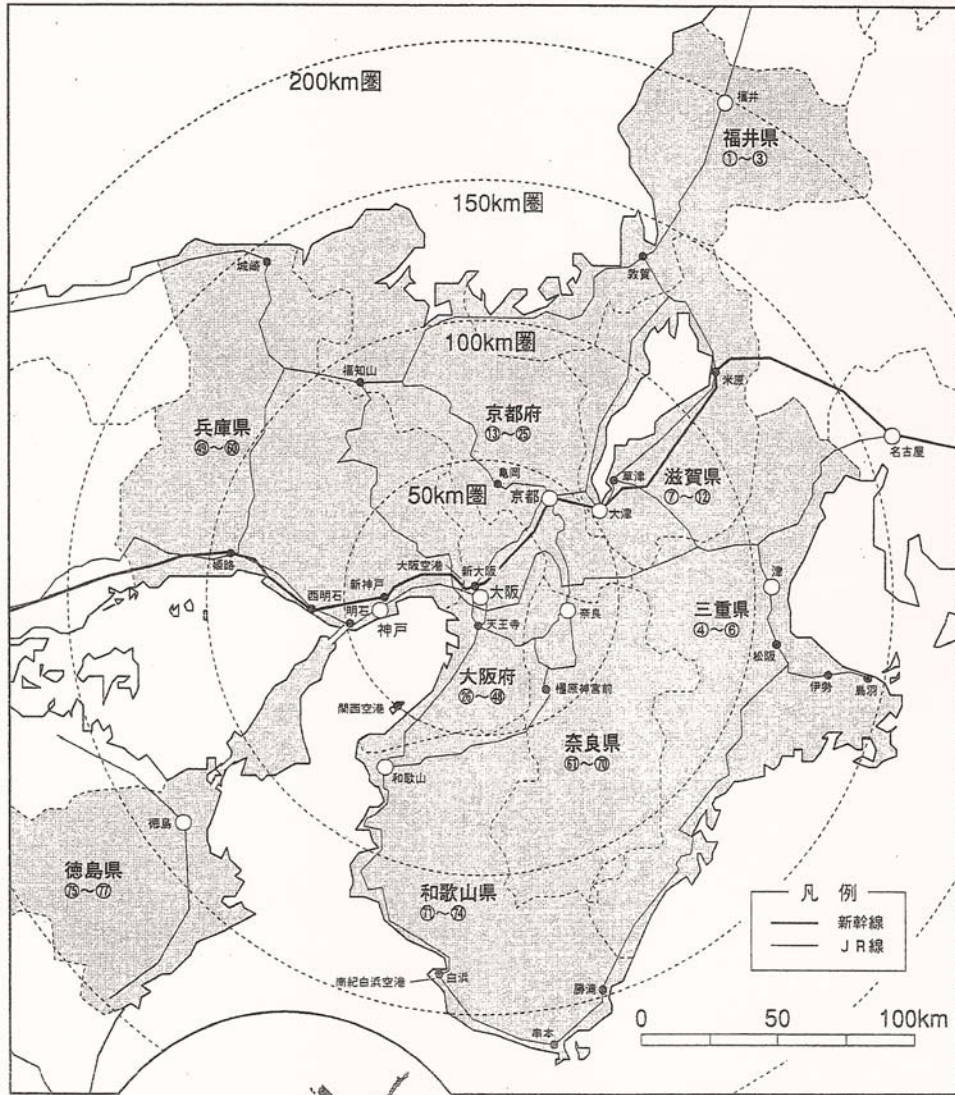 200km圏
福井
福井県
①～③
150km圏
城崎
敦賀
100km圏
福知山
米原
兵庫県
㊾～60
京都府
⑬～㉕
名古屋
亀岡
草津
滋賀県
⑦～⑫
50km圏
京都
大津
姫路
大阪空港
新大阪
新神戸
西明石
大阪
津
明石
神戸
天王寺
奈良
三重県
④～⑥
松阪
大阪府
㉖～㊽
橿原神宮前
伊勢
鳥羽
関西空港
奈良県
61～70
和歌山
徳島
徳島県
75～77
和歌山県
71～74
凡例
新幹線
JR線
南紀白浜空港
白浜
勝浦
串本
0
50
100km